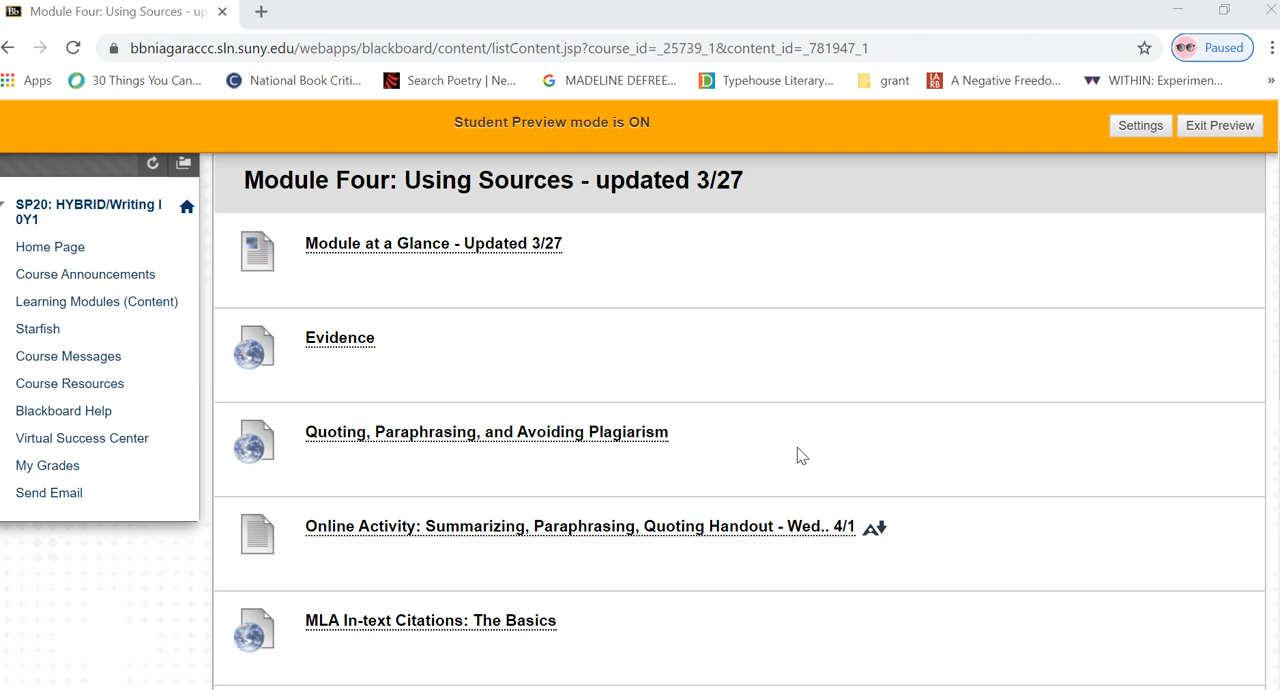 Bb Module Four: Using Sources - up
bbniagaraccc.sln.suny.edu/webapps/blackboard/content/listContent.jsp?course_id=_25739_1&content_id=_781947_1
Paused
Apps
30 Things You Can...
National Book Criti...
Search Poetry | Ne...
MADELINE DEFREE...
Typehouse Literary...
grant
A Negative Freedo...
WITHIN: Experimen...
»
Student Preview mode is ON
Settings
Exit Preview
SP20: HYBRID/Writing I
0Y1
Home Page
Course Announcements
Learning Modules (Content)
Starfish
Course Messages
Course Resources
Blackboard Help
Virtual Success Center
My Grades
Send Email
Module Four: Using Sources - updated 3/27
Module at a Glance - Updated 3/27
Evidence
Quoting, Paraphrasing, and Avoiding Plagiarism
Online Activity: Summarizing, Paraphrasing, Quoting Handout - Wed.. 4/1
MLA In-text Citations: The Basics